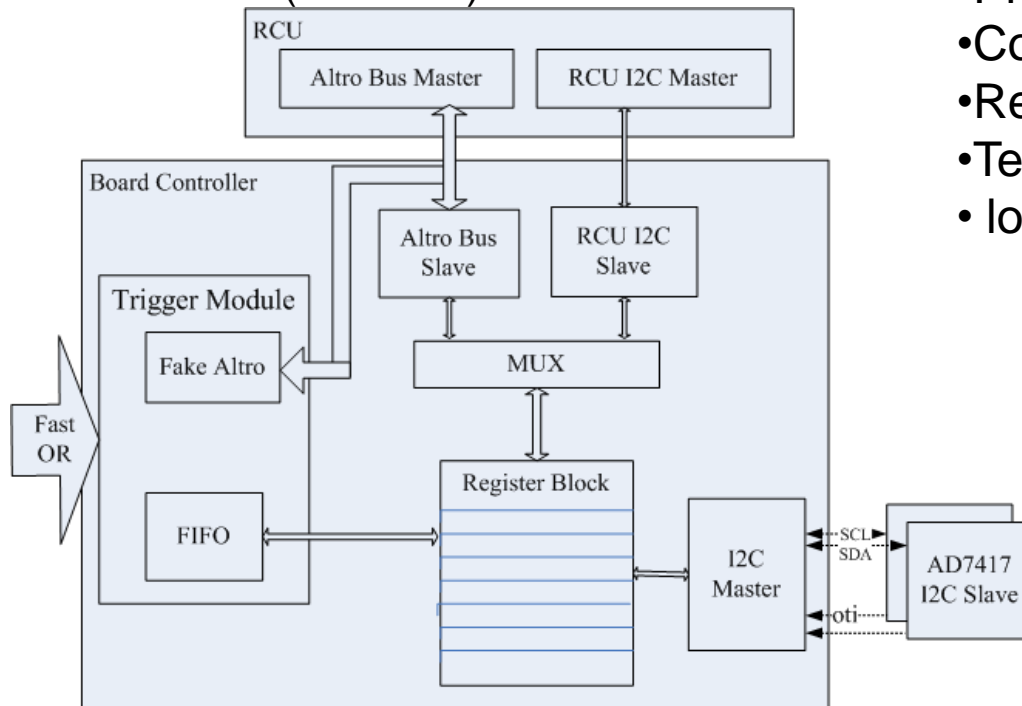 RCU
Altro Bus Master
RCU I2C Master
Board Controller
Altro Bus
Slave
RCU I2C
Slave
Trigger Module
Fake Altro
MUX
Fast
OR
Register Block
FIFO
I2C
Master
SCL
SDA
AD7417
I2C Slave
oti
•Co
•Re
•Te
• lo